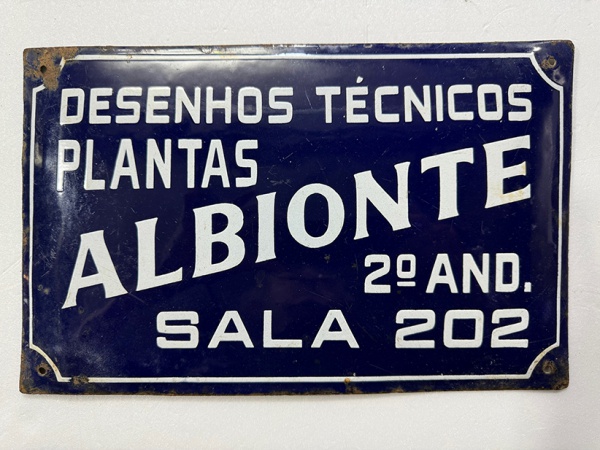 DESENHOS TÉCNICOS
PLANTAS
ALBIONTE
2º AND.
SALA 202